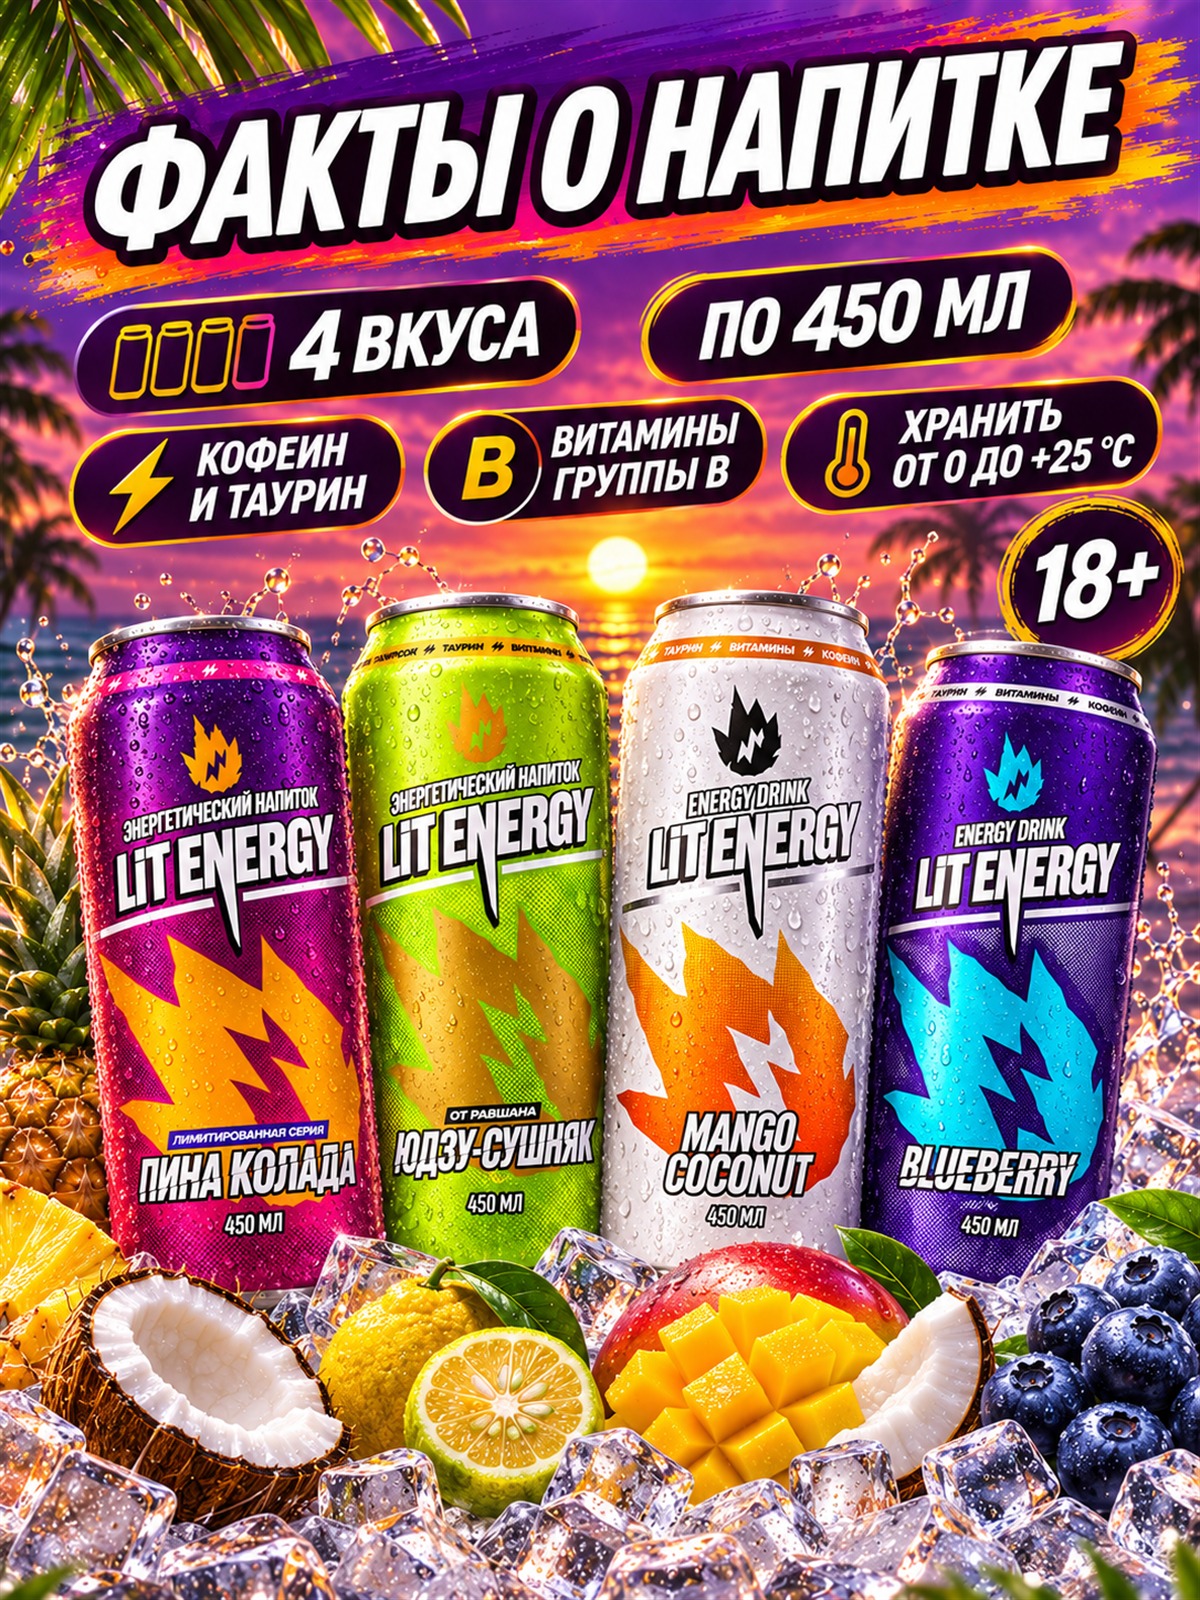 ФАКТЫ О НАПИТКЕ
4 ВКУСА
ПО 450 МЛ
КОФЕИН
И ТАУРИН
B
ВИТАМИНЫ
ГРУППЫ В
ХРАНИТЬ
ОТ 0 ДО +25 °C
18+
ЭНЕРГЕТИЧЕСКИЙ НАПИТОК
LIT ENERGY
ЛИМИТИРОВАННАЯ СЕРИЯ
ПИНА КОЛАДА
450 МЛ
ТАУРИН
ЭНЕРГЕТИЧЕСКИЙ НАПИТОК
LIT ENERGY
ОТ РАВШАНА
ЮДЗУ-СУШНЯК
450 МЛ
ТАУРИН ВИТАМИНЫ КОФЕИН
ENERGY DRINK
LIT ENERGY
MANGO
COCONUT
450 МЛ
ТАУРИН ВИТАМИНЫ КОФЕИН
ENERGY DRINK
LIT ENERGY
BLUEBERRY
450 МЛ